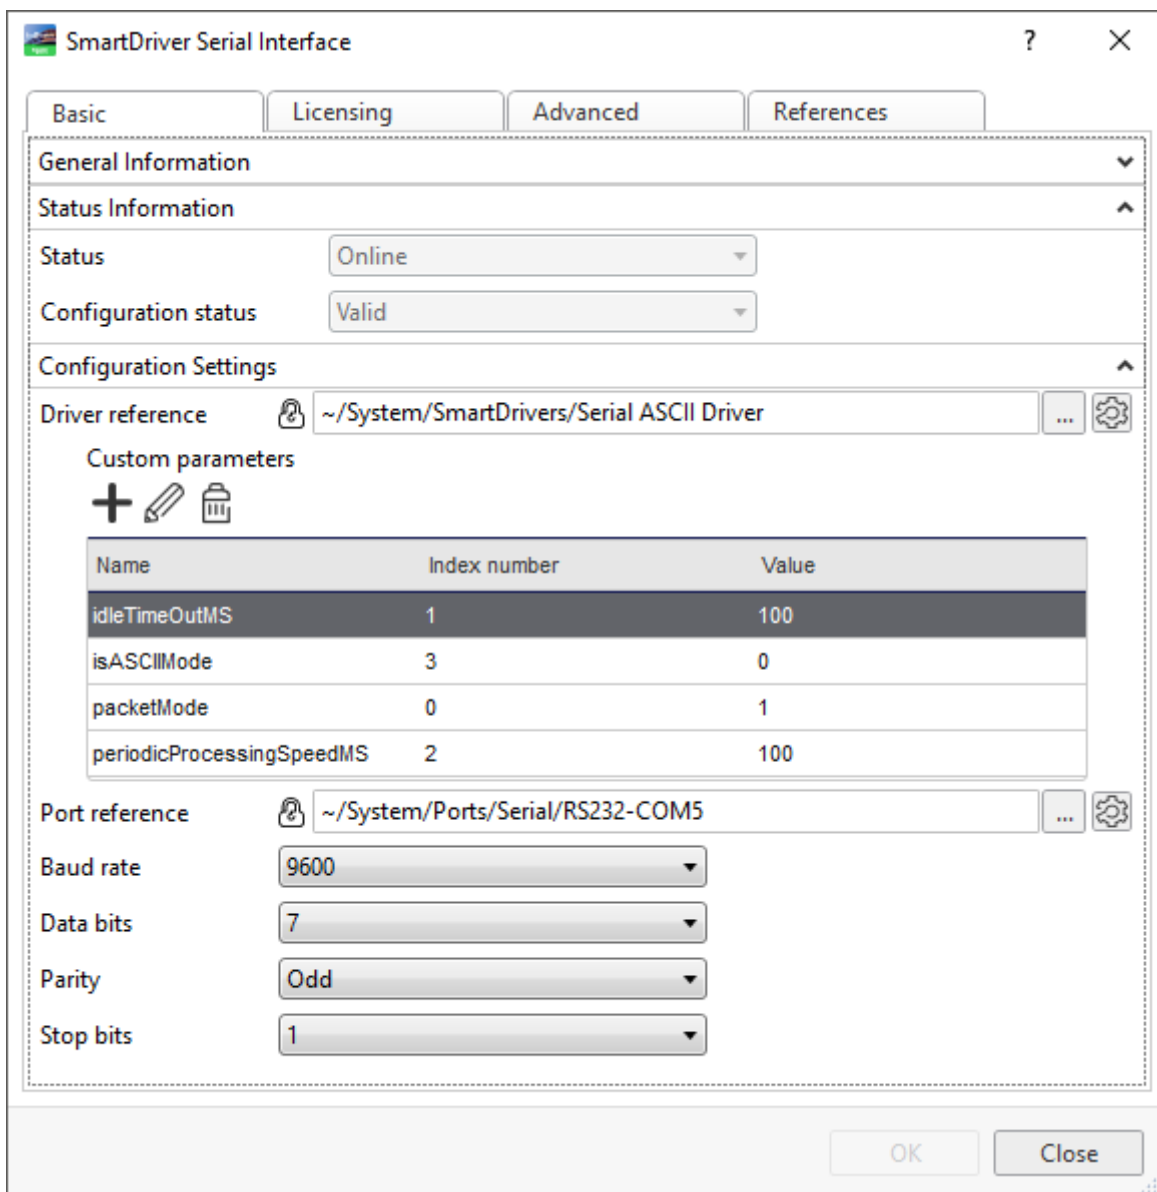 SmartDriver Serial Interface ?
Basic Licensing Advanced References
General Information
Status Information
Status Online
Configuration status Valid
Configuration Settings
Driver reference ~/System/SmartDrivers/Serial ASCII Driver ...
Custom parameters
Name Index number Value
idleTimeOutMS 1 100
isASCIIMode 3 0
packetMode 0 1
periodicProcessingSpeedMS 2 100
Port reference ~/System/Ports/Serial/RS232-COM5 ...
Baud rate 9600
Data bits 7
Parity Odd
Stop bits 1
OK Close